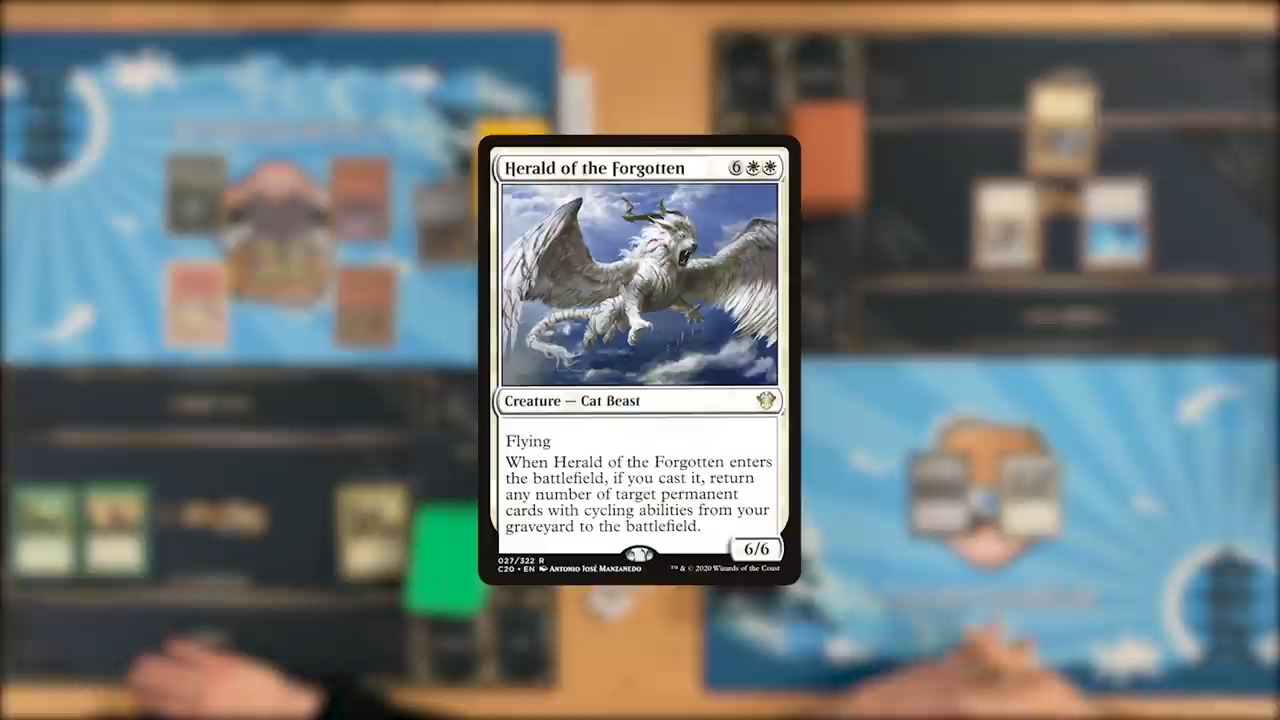 Herald of the Forgotten 6
Creature — Cat Beast
Flying
When Herald of the Forgotten enters
the battlefield, if you cast it, return
any number of target permanent
cards with cycling abilities from your
graveyard to the battlefield.
6/6
027/322 R
C20 • EN ANTONIO JOSÉ MANZANEDO ™ & © 2020 Wizards of the Coast